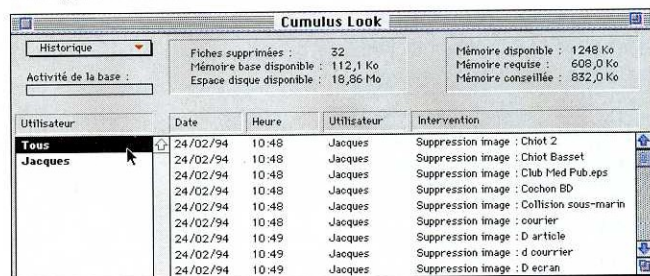 Cumulus Look
Historique
Activité de la base :
Fiches supprimées : 32
Mémoire base disponible : 112,1 Ko
Espace disque disponible : 18,86 Mo
Mémoire disponible : 1248 Ko
Mémoire requise : 608,0 Ko
Mémoire conseillée : 832,0 Ko
Utilisateur
Tous
Jacques
Date Heure Utilisateur Intervention
24/02/94 10:48 Jacques Suppression image : Chiot 2
24/02/94 10:48 Jacques Suppression image : Chiot Basset
24/02/94 10:48 Jacques Suppression image : Club Med Pub.eps
24/02/94 10:48 Jacques Suppression image : Cochon BD
24/02/94 10:48 Jacques Suppression image : Collision sous-marin
24/02/94 10:48 Jacques Suppression image : courier
24/02/94 10:49 Jacques Suppression image : D article
24/02/94 10:49 Jacques Suppression image : d courrier
24/02/94 10:49 Jacques Suppression image : D ecran